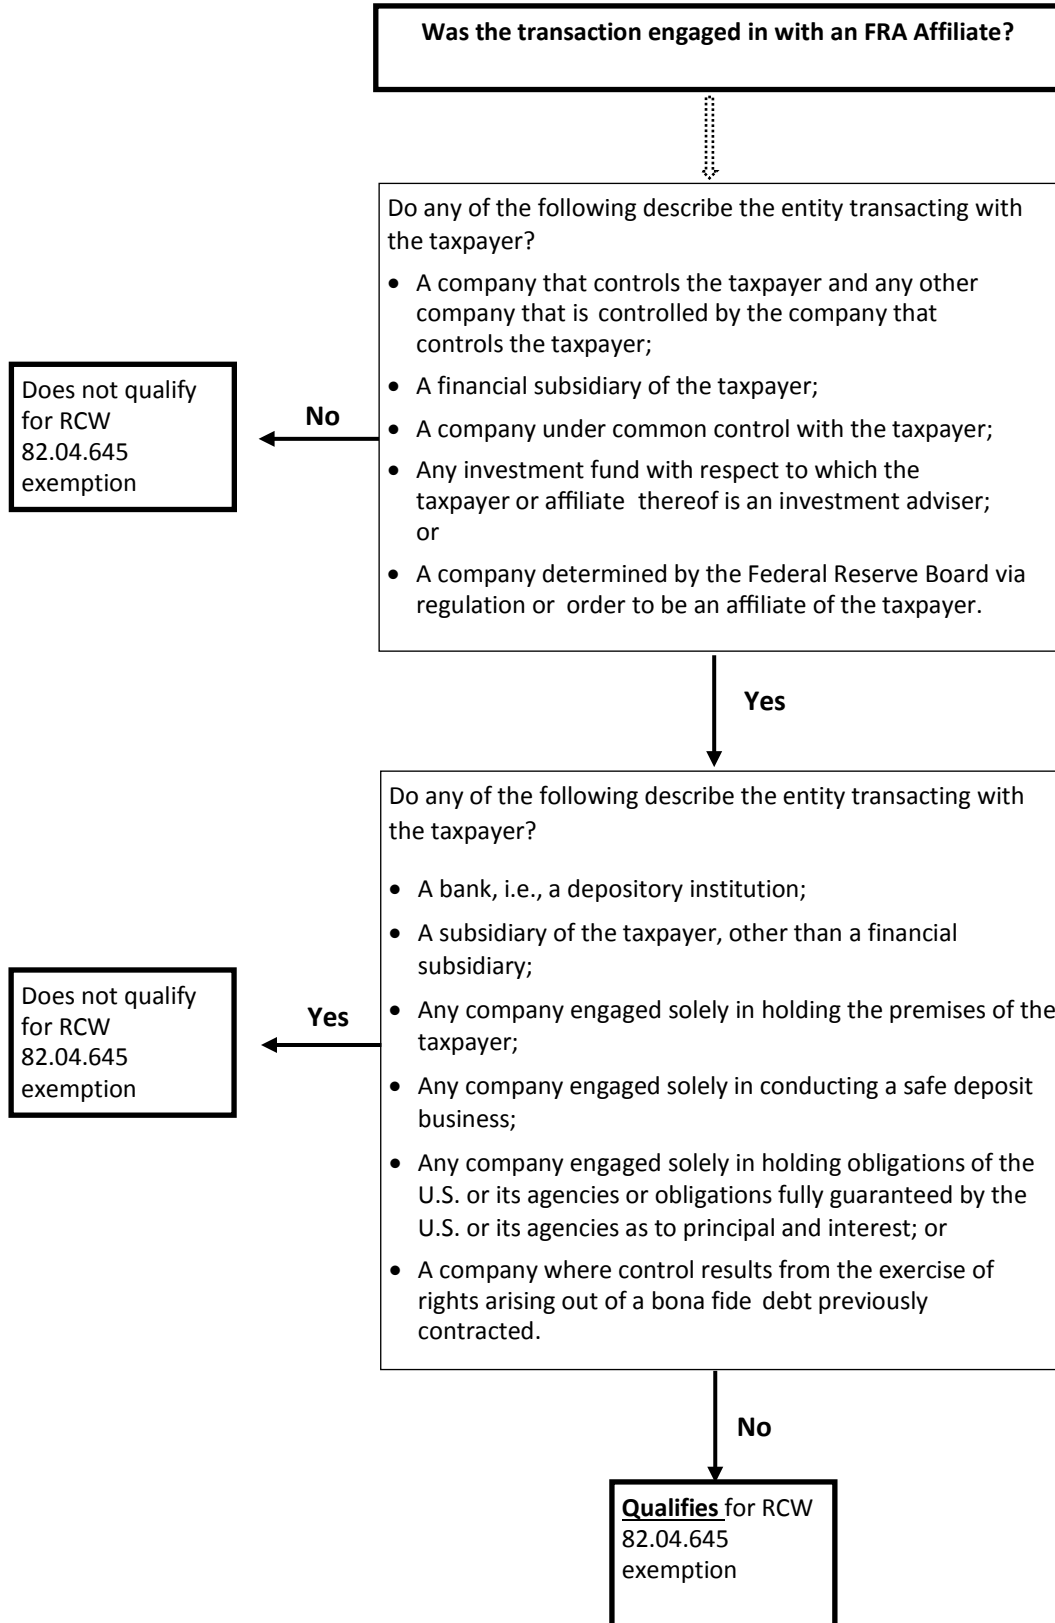 Was the transaction engaged in with an FRA Affiliate?
Do any of the following describe the entity transacting with
the taxpayer?
• A company that controls the taxpayer and any other
company that is controlled by the company that
controls the taxpayer;
• A financial subsidiary of the taxpayer;
• A company under common control with the taxpayer;
• Any investment fund with respect to which the
taxpayer or affiliate thereof is an investment adviser;
or
• A company determined by the Federal Reserve Board via
regulation or order to be an affiliate of the taxpayer.
No
Does not qualify
for RCW
82.04.645
exemption
Yes
Do any of the following describe the entity transacting with
the taxpayer?
• A bank, i.e., a depository institution;
• A subsidiary of the taxpayer, other than a financial
subsidiary;
• Any company engaged solely in holding the premises of the
taxpayer;
• Any company engaged solely in conducting a safe deposit
business;
• Any company engaged solely in holding obligations of the
U.S. or its agencies or obligations fully guaranteed by the
U.S. or its agencies as to principal and interest; or
• A company where control results from the exercise of
rights arising out of a bona fide debt previously
contracted.
Yes
Does not qualify
for RCW
82.04.645
exemption
No
Qualifies for RCW
82.04.645
exemption